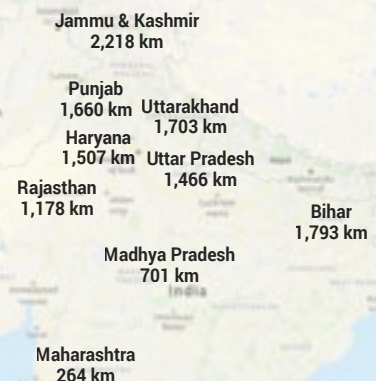 Jammu & Kashmir
2,218 km
Punjab
1,660 km
Uttarakhand
1,703 km
Haryana
1,507 km
Uttar Pradesh
1,466 km
Rajasthan
1,178 km
Bihar
1,793 km
Madhya Pradesh
701 km
India
Maharashtra
264 km